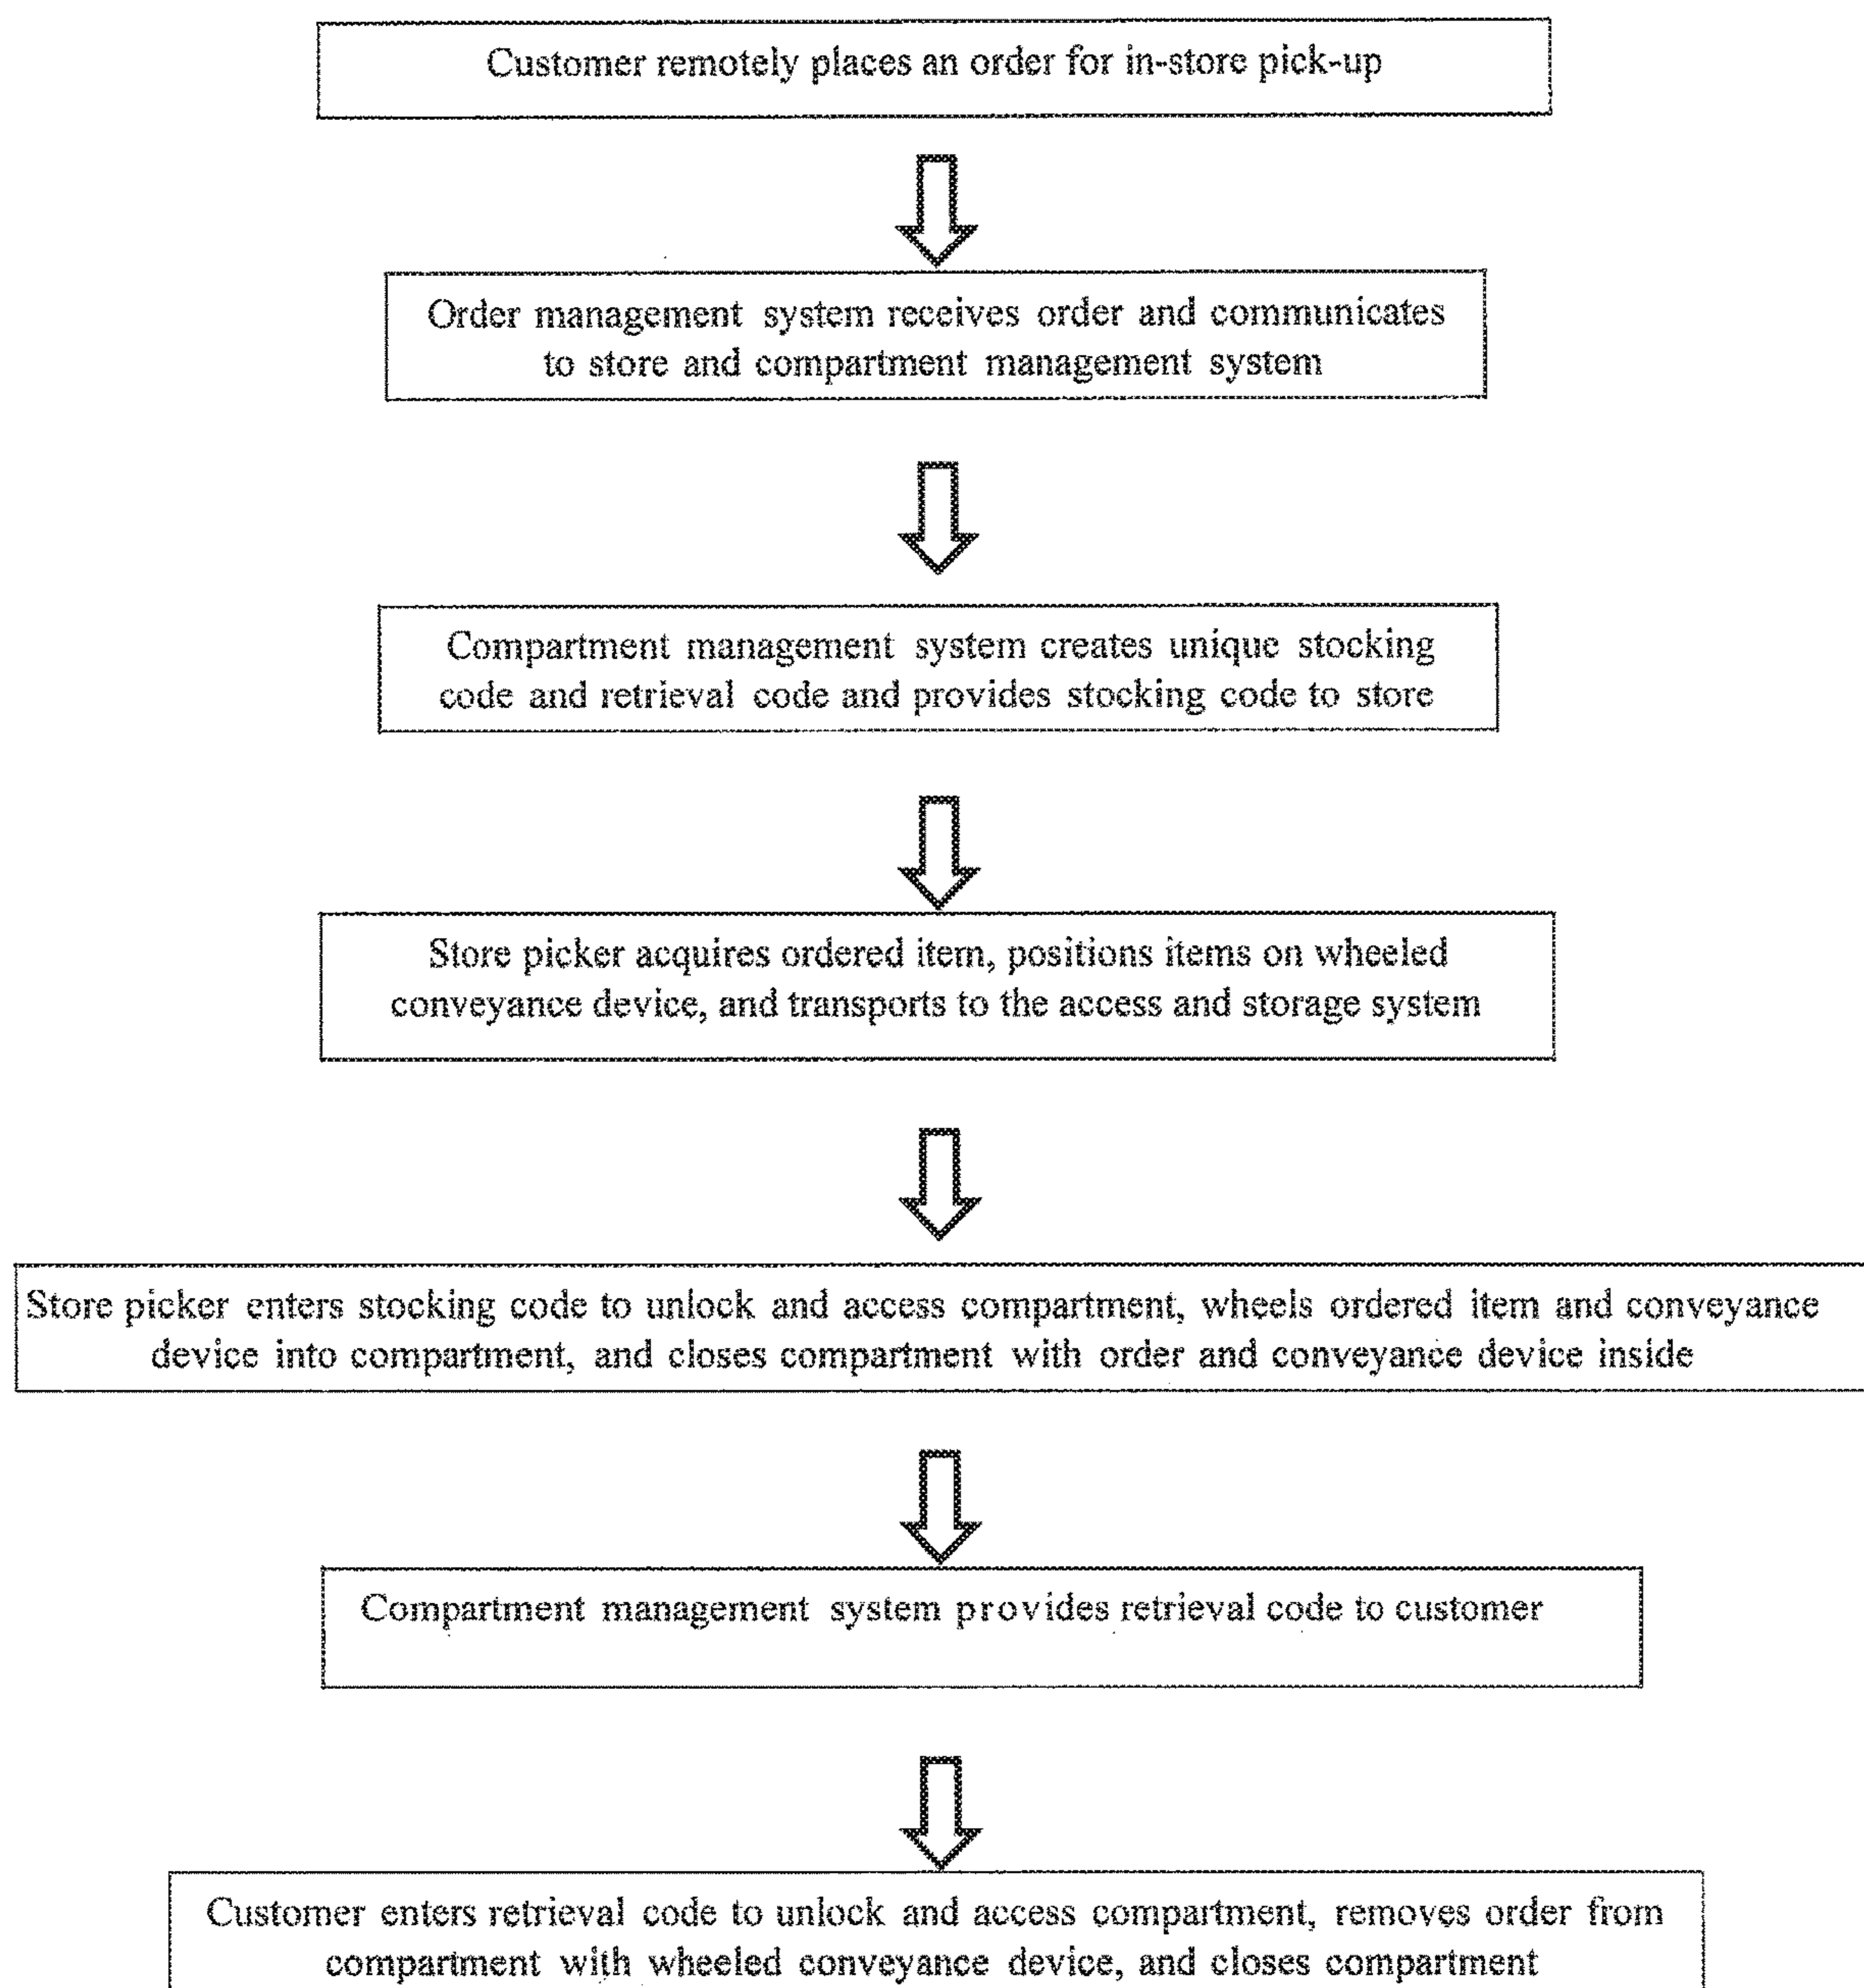 Customer remotely places an order for in-store pick-up
Order management system receives order and communicates
to store and compartment management system
Compartment management system creates unique stocking
code and retrieval code and provides stocking code to store
Store picker acquires ordered item, positions items on wheeled
conveyance device, and transports to the access and storage system
Store picker enters stocking code to unlock and access compartment, wheels ordered item and conveyance
device into compartment, and closes compartment with order and conveyance device inside
Compartment management system provides retrieval code to customer
Customer enters retrieval code to unlock and access compartment, removes order from
compartment with wheeled conveyance device, and closes compartment